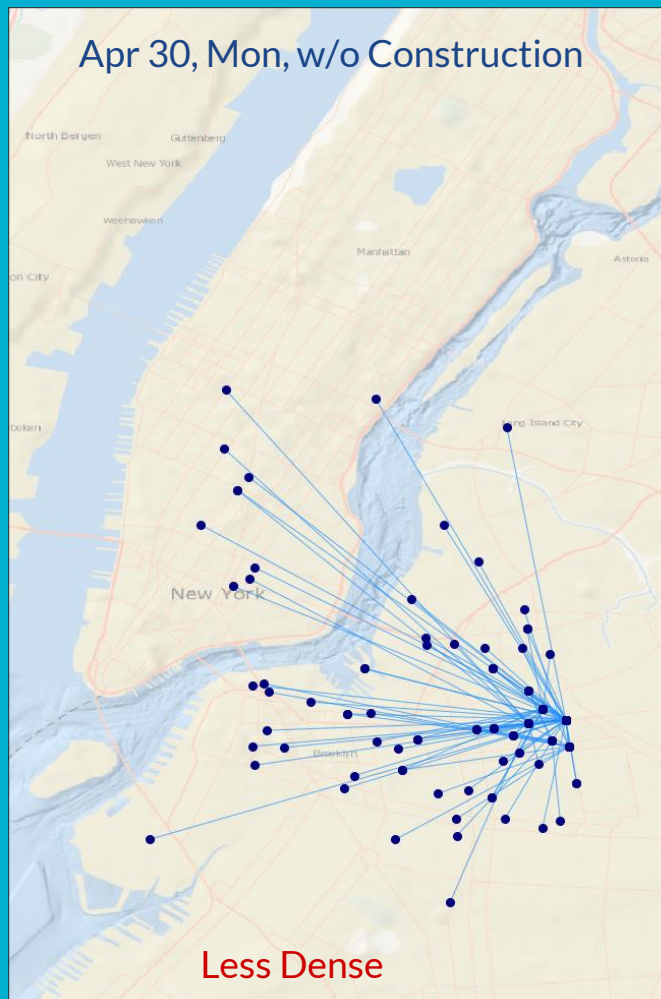 Apr 30, Mon, w/o Construction
North Bergen
Guttenberg
West New York
Weehawken
Manhattan
Astoria
on City
boken
ong Island City
New York
Brooklyn
Less Dense